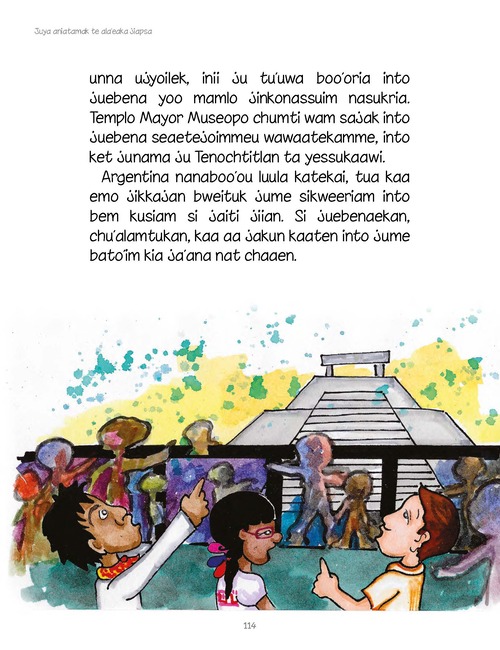 Juya aniatamak te ala'eaka Siapsa
unna ujyoilek, inii ju tu'uwa boo'oria into
juebena yoo mamlo jinkonassuim nasukria.
Templo Mayor Museopo chumti wam sajak into
juebena seaetejoimmeu wawaatekamme, into
ket junama ju Tenochtitlan ta yessukaawi.
Argentina nanaboo'ou luula katekai, tua kaa
emo jikkajan bweituk jume sikweeriam into
bem kusiam si jaiti jiian. Si juebenaekan,
chu'alamtukan, kaa aa jakun kaaten into jume
bato'im kia ja'ana nat chaaen.
114